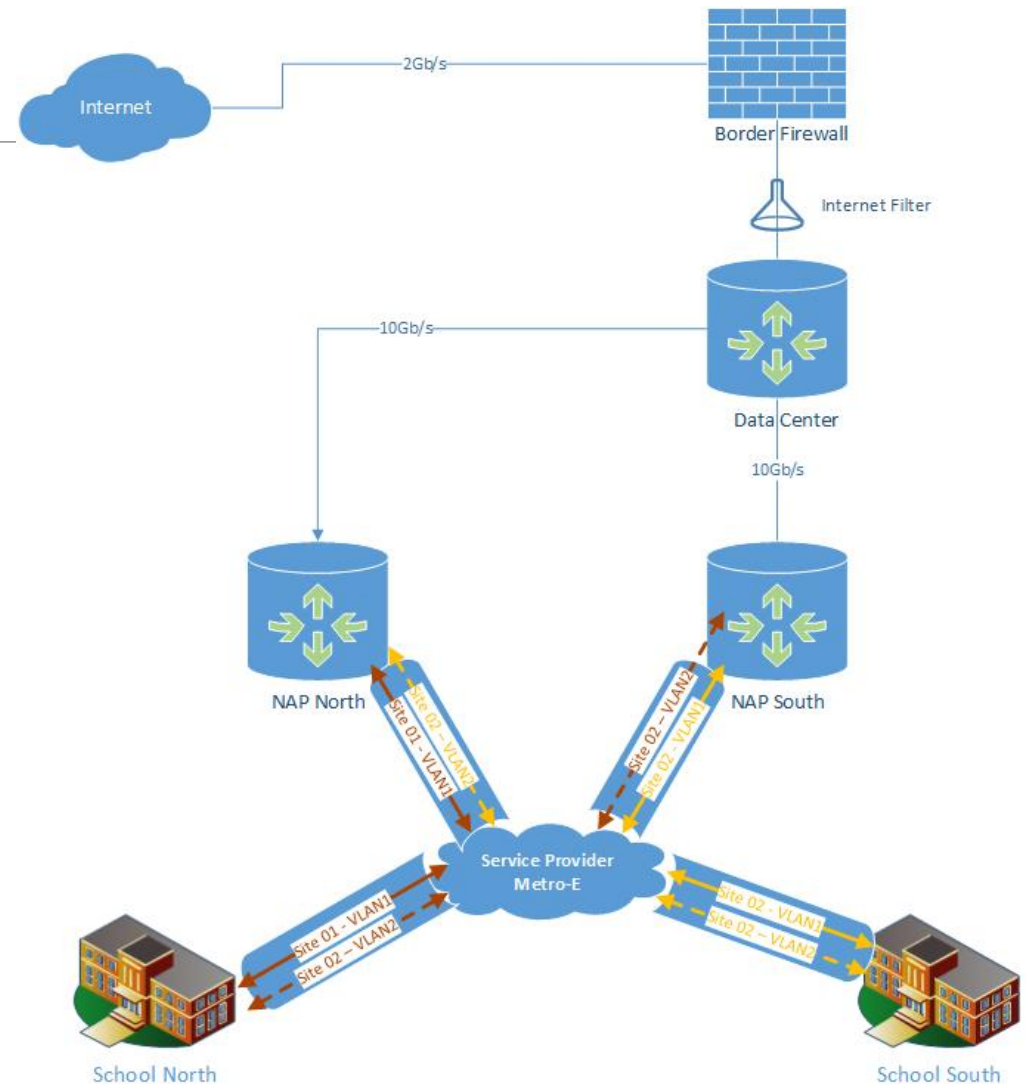 2Gb/s
Internet
Border Firewall
Internet Filter
10Gb/s
Data Center
10Gb/s
NAP North
NAP South
Site 02 – VLAN2
Site 01 - VLAN1
Site 02 – VLAN2
Site 02 - VLAN1
Service Provider
Metro-E
Site 01 - VLAN1
Site 02 – VLAN2
Site 02 - VLAN1
Site 02 – VLAN2
School North
School South